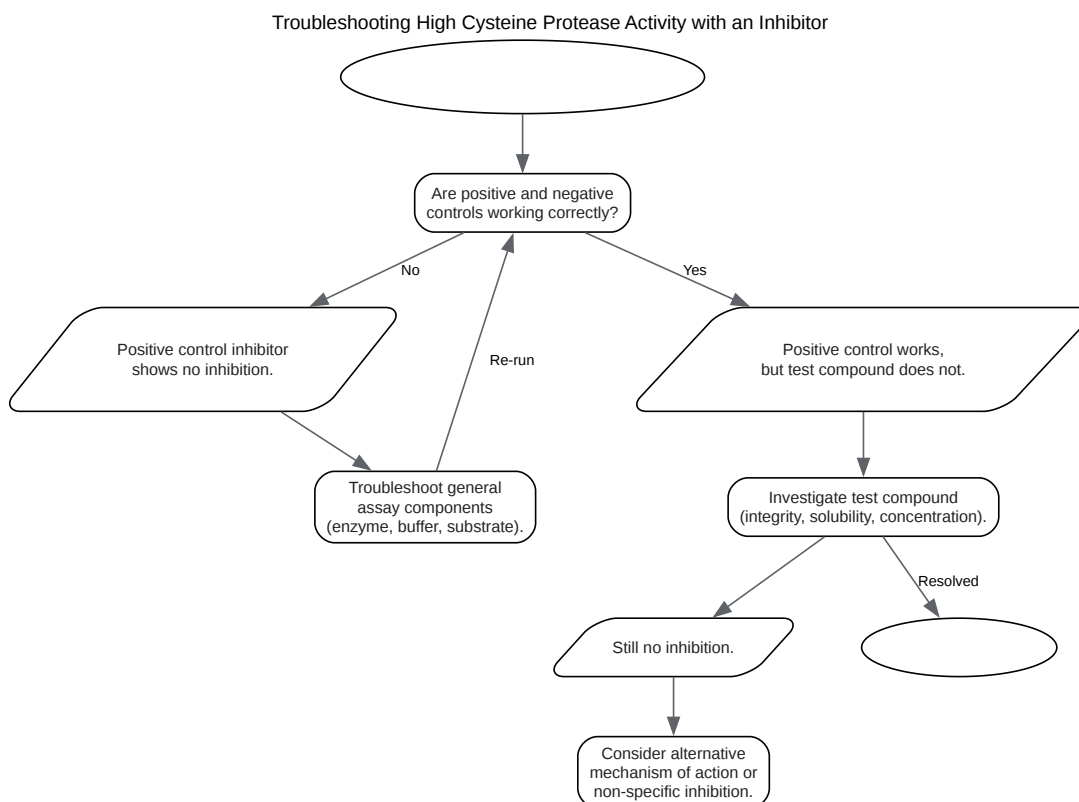 Troubleshooting High Cysteine Protease Activity with an Inhibitor
Are positive and negative
controls working correctly?
No
Yes
Positive control inhibitor
shows no inhibition.
Re-run
Positive control works,
but test compound does not.
Troubleshoot general
assay components
(enzyme, buffer, substrate).
Investigate test compound
(integrity, solubility, concentration).
Resolved
Still no inhibition.
Consider alternative
mechanism of action or
non-specific inhibition.